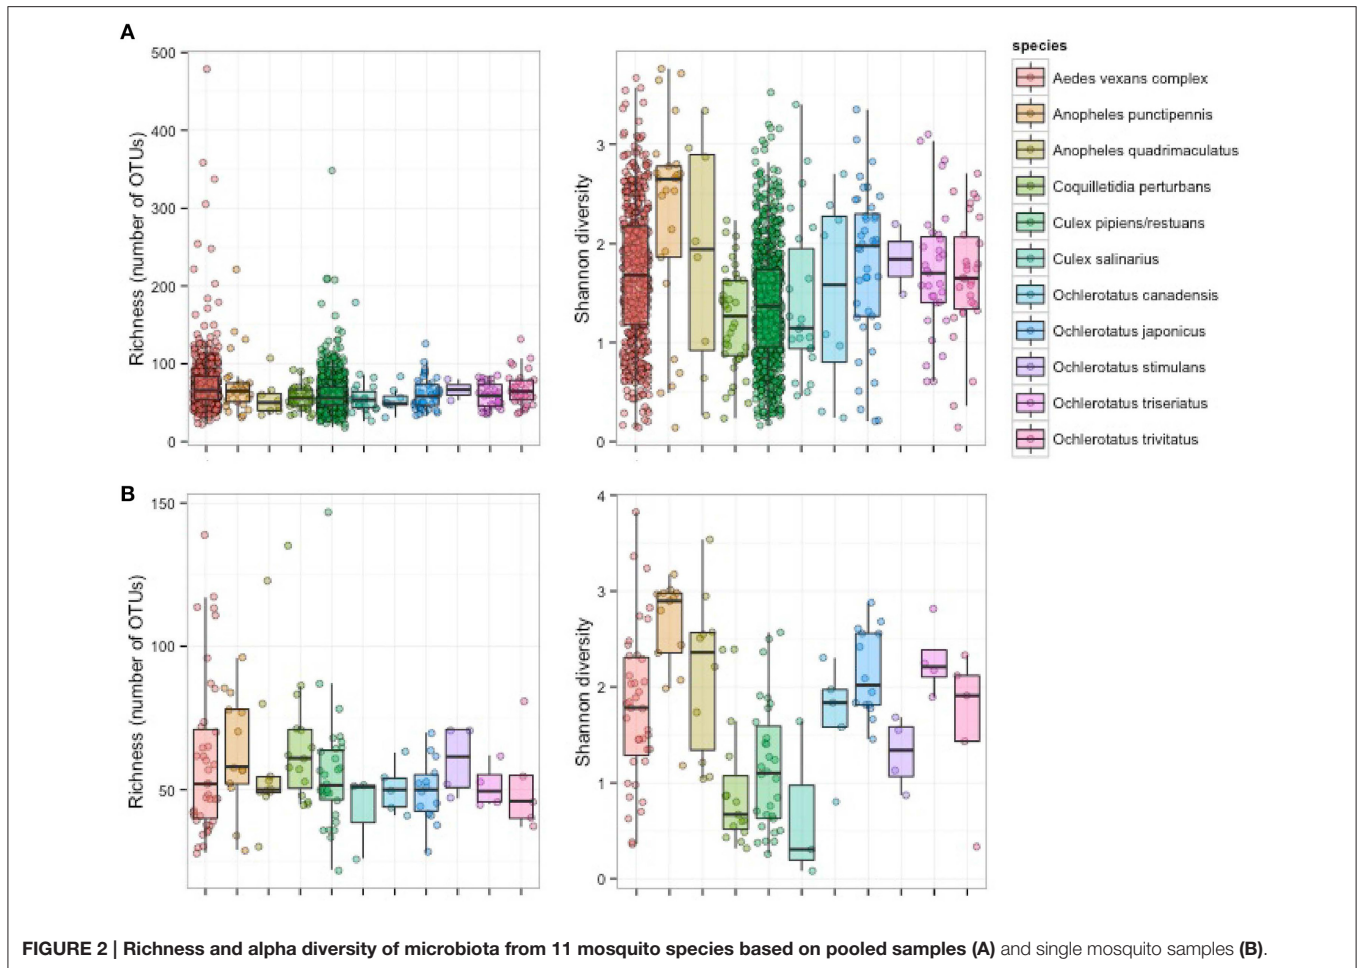 A
500
400
300
200
100
0
Richness (number of OTUs)
3
2
1
0
Shannon diversity
species
Aedes vexans complex
Anopheles punctipennis
Anopheles quadrimaculatus
Coquilletidia perturbans
Culex pipiens/restuans
Culex salinarius
Ochlerotatus canadensis
Ochlerotatus japonicus
Ochlerotatus stimulans
Ochlerotatus triseriatus
Ochlerotatus trivitatus
B
150
100
50
Richness (number of OTUs)
4
3
2
1
0
Shannon diversity
FIGURE 2 | Richness and alpha diversity of microbiota from 11 mosquito species based on pooled samples (A) and single mosquito samples (B).